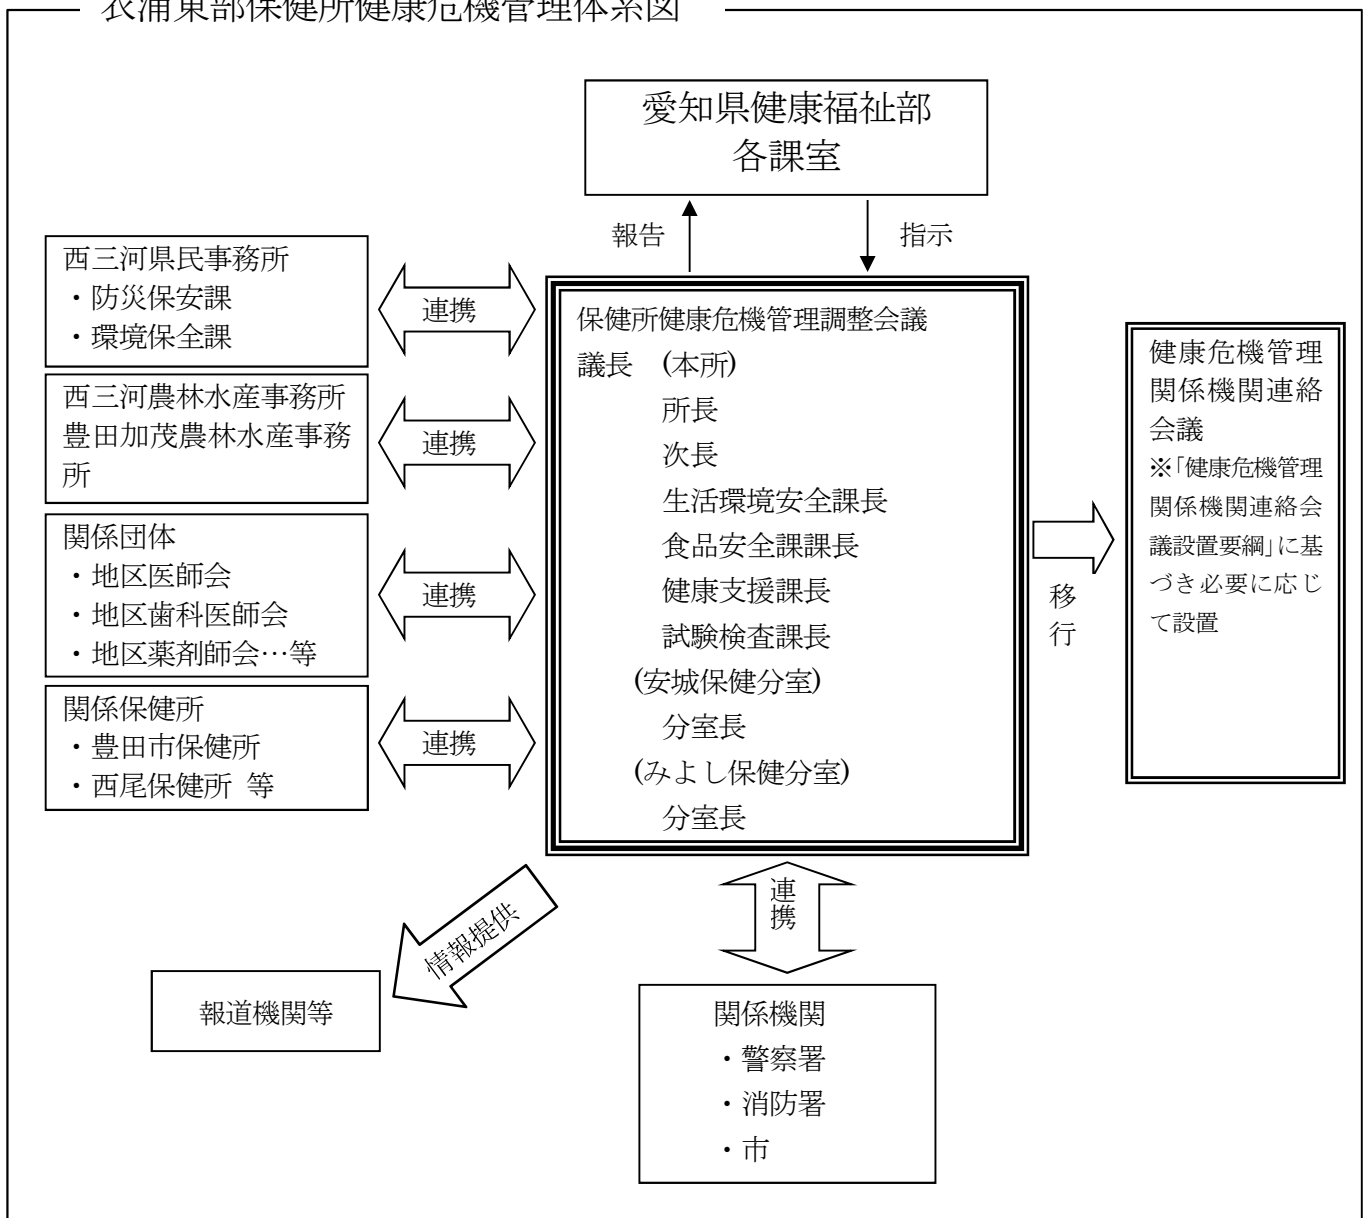 衣浦東部保健所健康危機管理体系図
愛知県健康福祉部
各課室
報告
指示
西三河県民事務所
・防災保安課
・環境保全課
連携
西三河農林水産事務所
豊田加茂農林水産事務
所
連携
関係団体
・地区医師会
・地区歯科医師会
・地区薬剤師会…等
連携
関係保健所
・豊田市保健所
・西尾保健所 等
連携
保健所健康危機管理調整会議
議長 (本所)
所長
次長
生活環境安全課長
食品安全課課長
健康支援課長
試験検査課長
(安城保健分室)
分室長
(みよし保健分室)
分室長
移
行
健康危機管理
関係機関連絡
会議
※「健康危機管理
関係機関連絡会
議設置要綱」に基
づき必要に応じ
て設置
情報提供
報道機関等
連
携
関係機関
・警察署
・消防署
・市